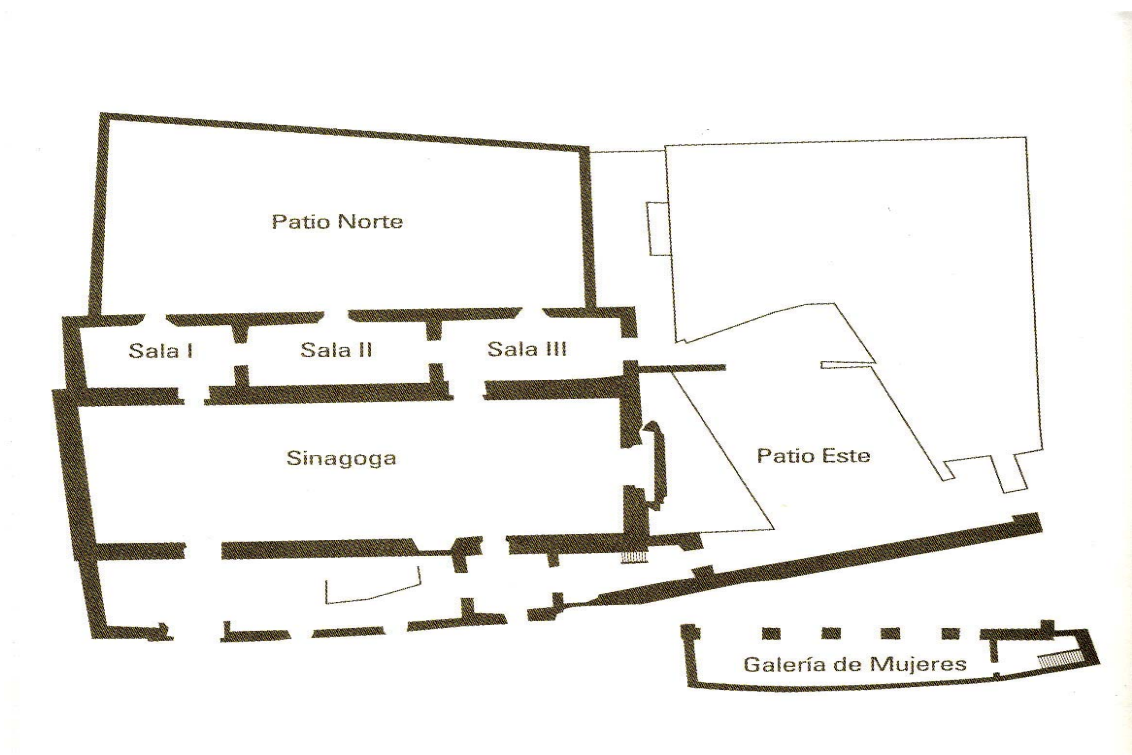 Patio Norte
Sala I
Sala II
Sala III
Sinagoga
Patio Este
Galería de Mujeres